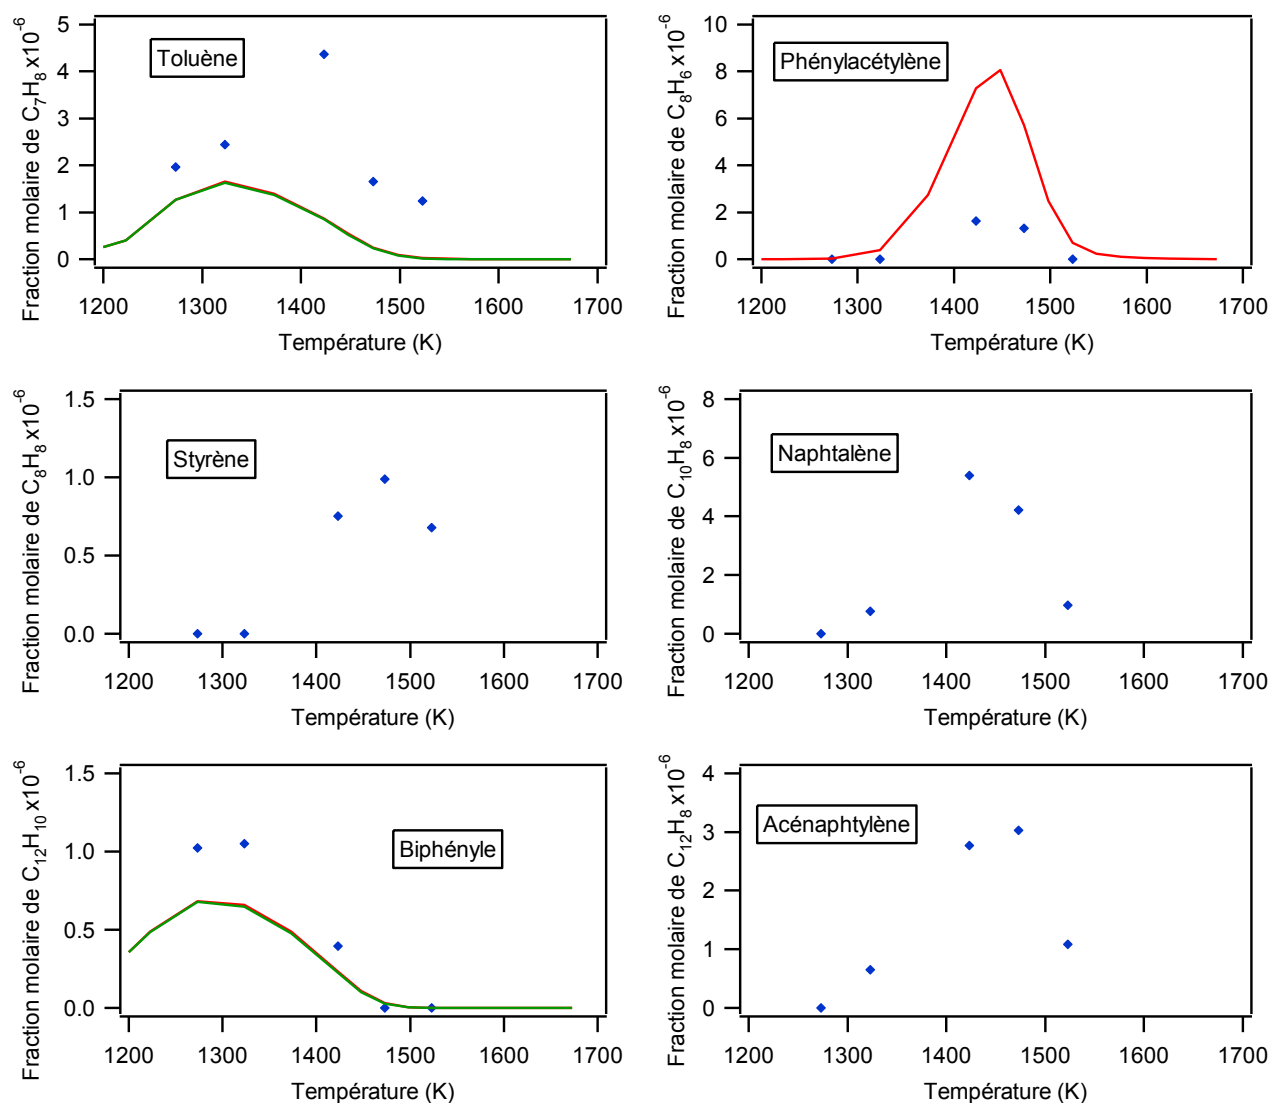 Fraction molaire de C7H8 x10-6
5
4
3
2
1
0
Toluène
1200 1300 1400 1500 1600 1700
Température (K)
Fraction molaire de C8H6 x10-6
10
8
6
4
2
0
Phénylacétylène
1200 1300 1400 1500 1600 1700
Température (K)
Fraction molaire de C8H8 x10-6
1.5
1.0
0.5
0.0
Styrène
1200 1300 1400 1500 1600 1700
Température (K)
Fraction molaire de C10H8 x10-6
8
6
4
2
0
Naphtalène
1200 1300 1400 1500 1600 1700
Température (K)
Fraction molaire de C12H10 x10-6
1.5
1.0
0.5
0.0
Biphényle
1200 1300 1400 1500 1600 1700
Température (K)
Fraction molaire de C12H8 x10-6
4
3
2
1
0
Acénaphtylène
1200 1300 1400 1500 1600 1700
Température (K)